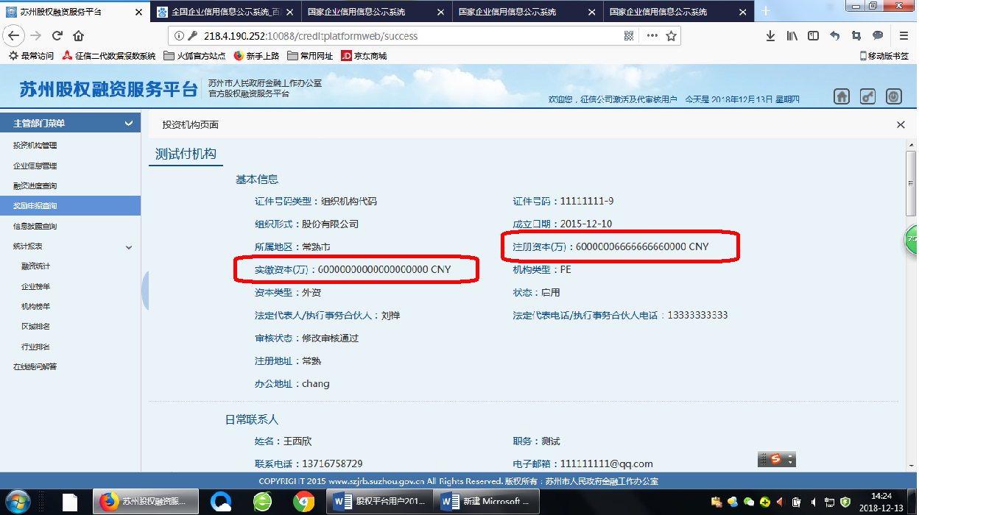 苏州股权融资服务平台
全国企业信用信息公示系统_百
国家企业信用信息公示系统
国家企业信用信息公示系统
国家企业信用信息公示系统
218.4.190.252:10088/creditplatformweb/success
最常访问
征信二代数据报数系统
火狐官方站点
新手上路
常用网址
JD 京东商城
移动版书签
苏州股权融资服务平台
苏州市人民政府金融工作办公室
官方股权融资服务平台
欢迎您，征信公司激活及代审核用户 今天是 2018年12月13日 星期四
主管部门菜单
投资机构管理
企业信息管理
融资进度查询
奖励申报查询
信息披露查询
统计报表
融资统计
企业榜单
机构榜单
区域排名
行业排名
在线提问解答
投资机构页面
测试付机构
基本信息
证件号码类型：组织机构代码
证件号码：11111111-9
组织形式：股份有限公司
成立日期：2015-12-10
所属地区：常熟市
注册资本(万)：60000006666666660000 CNY
实缴资本(万)：60000000000000000000 CNY
机构类型：PE
资本类型：外资
状态：启用
法定代表人/执行事务合伙人：刘禅
法定代表电话/执行事务合伙人电话：13333333333
审核状态：修改审核通过
注册地址：常熟
办公地址：chang
日常联系人
姓名：王西欣
职务：测试
联系电话：13716758729
电子邮箱：111111111@qq.com
75
COPYRIGHT 2015 www.szjrb.suzhou.gov.cn All Rights Reserved. 版权所有：苏州市人民政府金融工作办公室
苏州股权融资服...
股权平台用户201...
新建 Microsoft ...
14:24
2018-12-13